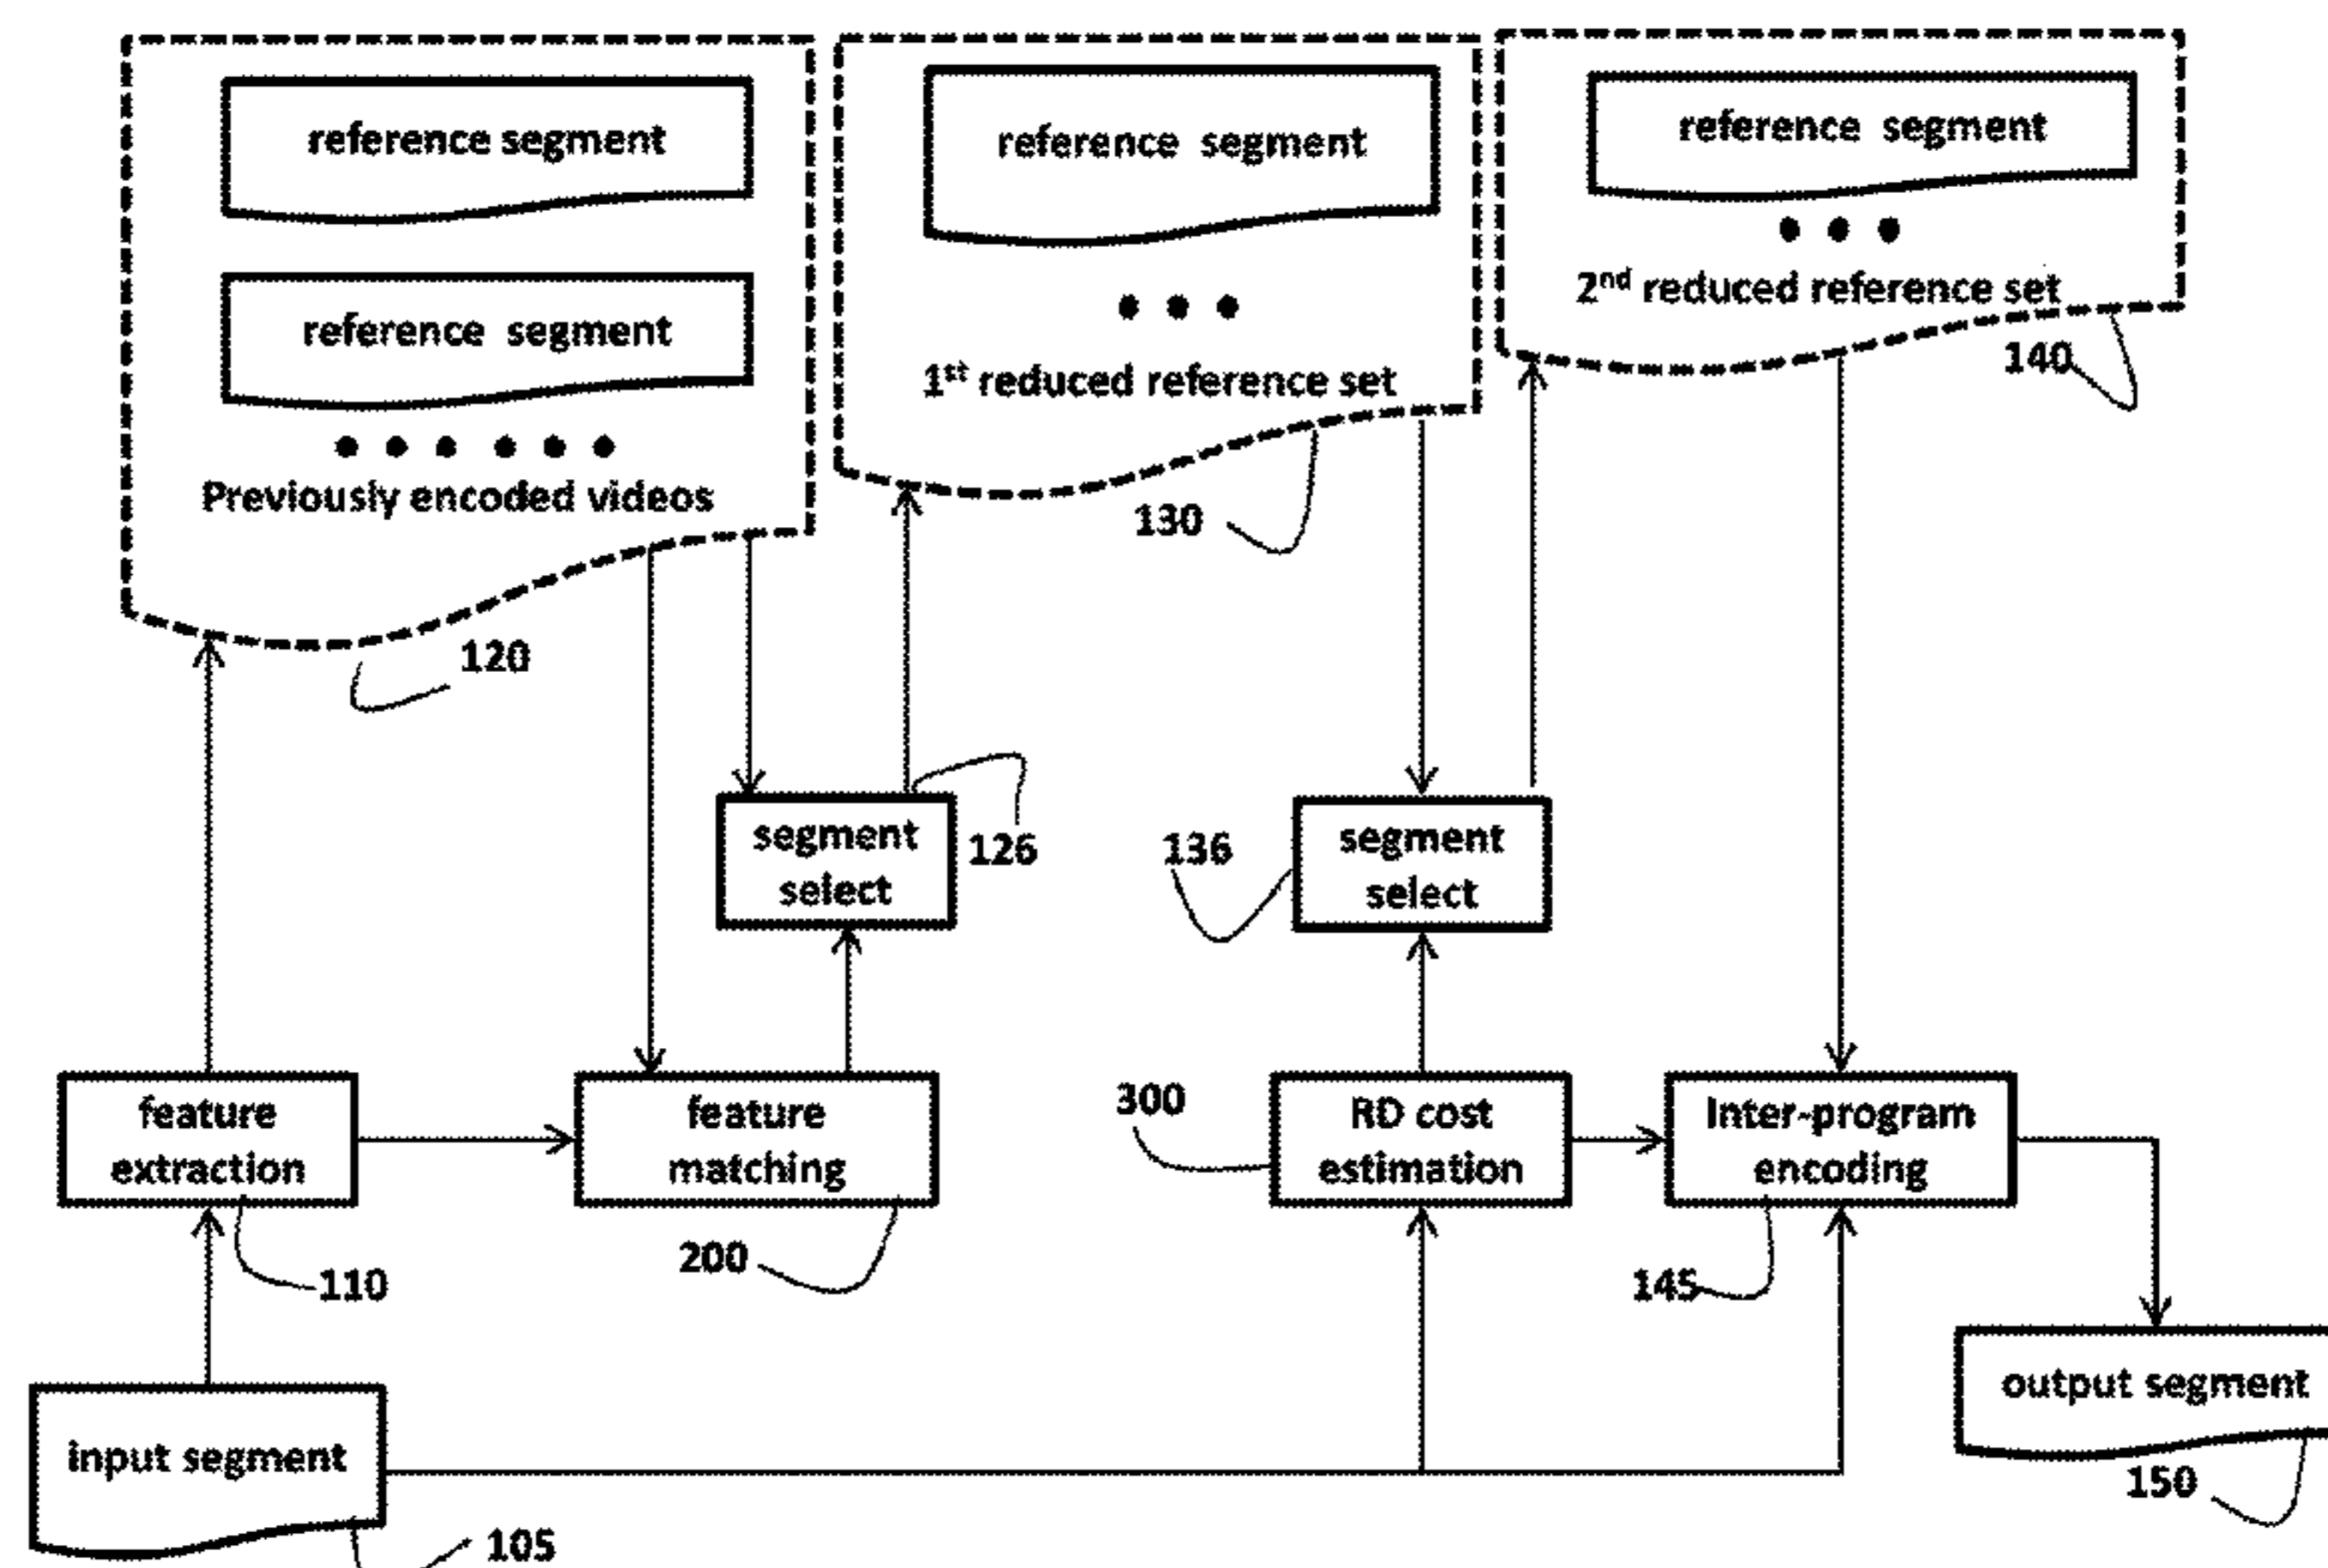 reference segment
reference segment
Previously encoded videos
120
reference segment
1st reduced reference set
130
reference segment
2nd reduced reference set
140
segment
select
126
136
segment
select
feature
extraction
110
feature
matching
200
300
RD cost
estimation
Inter-program
encoding
145
input segment
105
output segment
150